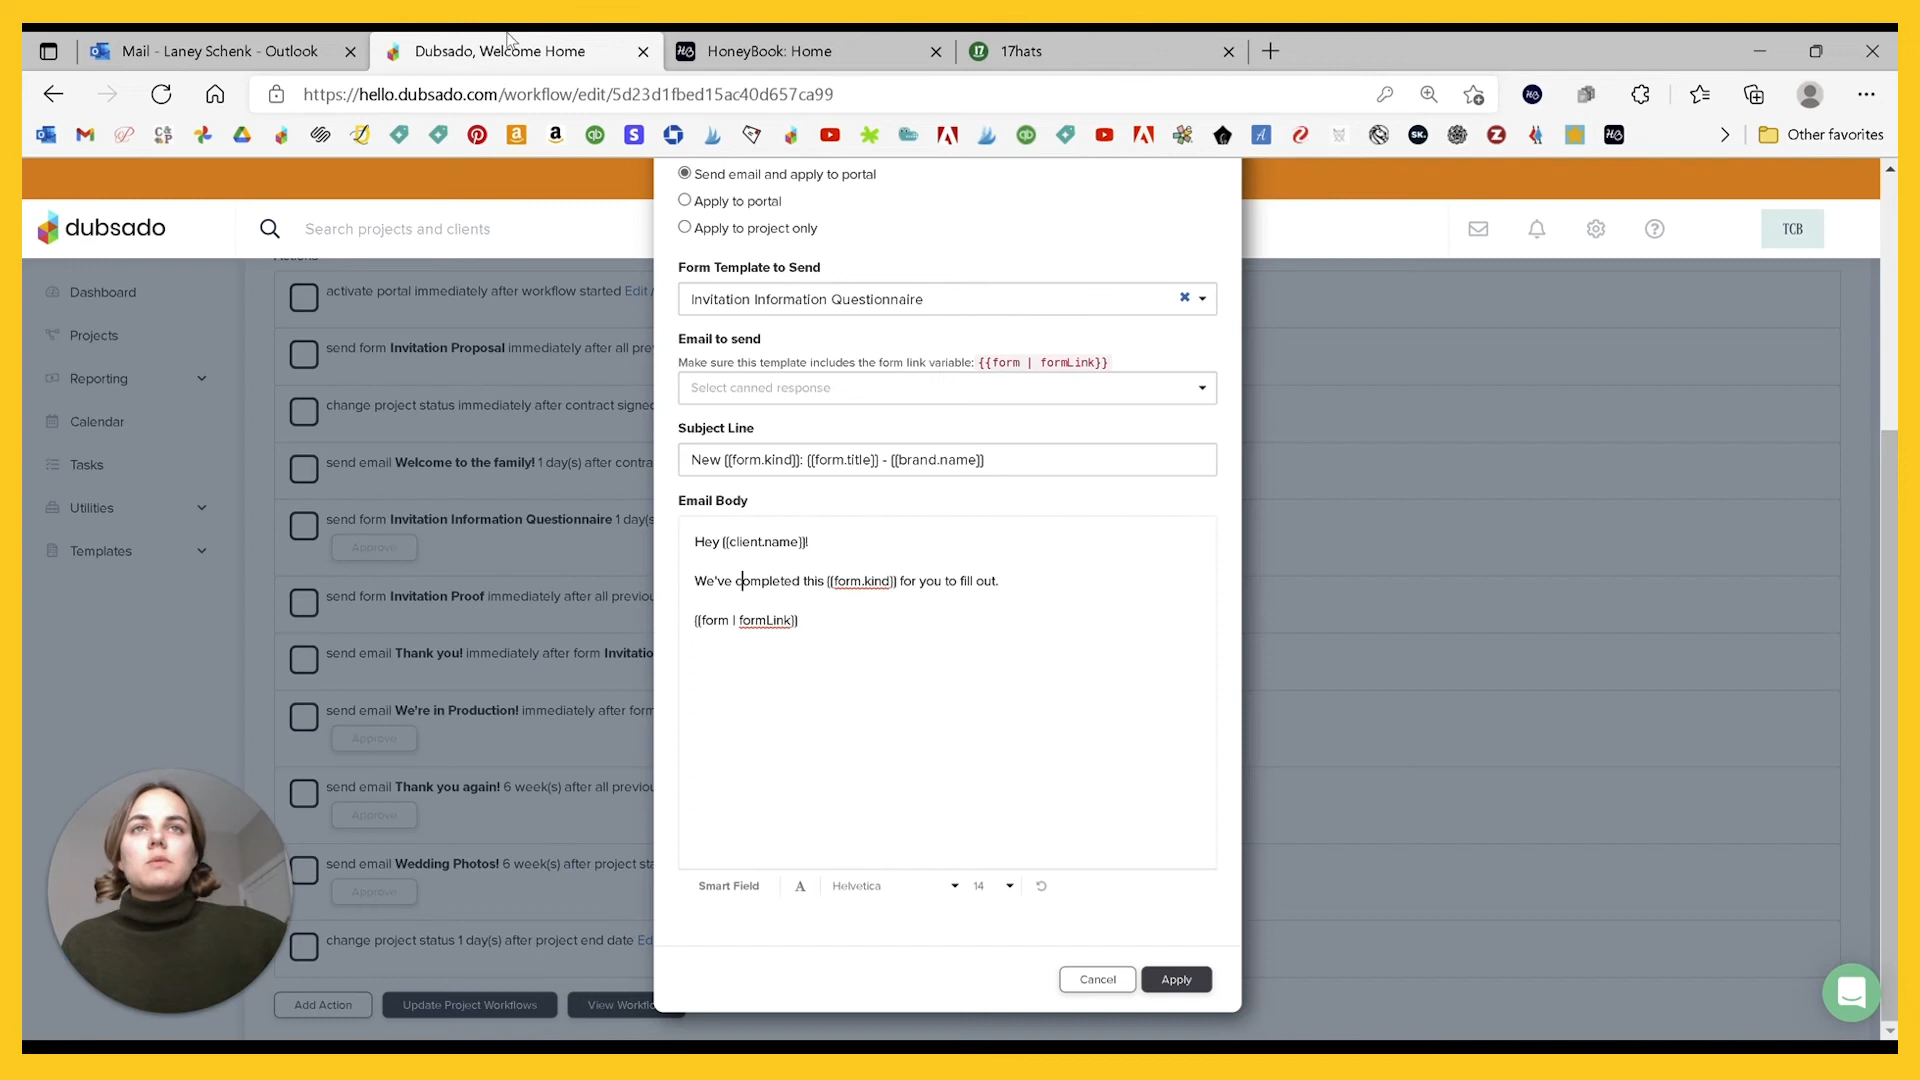 Mail - Laney Schenk - Outlook
Dubsado, Welcome Home
HoneyBook: Home
17hats
https://hello.dubsado.com/workflow/edit/5d23d1fbed15ac40d657ca99
Other favorites
dubsado
Search projects and clients
TCB
Dashboard
Projects
Reporting
Calendar
Tasks
Utilities
Templates
Actions
activate portal immediately after workflow started Edit /
send form Invitation Proposal immediately after all pre
change project status immediately after contract signed
send email Welcome to the family! 1 day(s) after contra
send form Invitation Information Questionnaire 1 day(s
Approve
send form Invitation Proof immediately after all previou
send email Thank you! immediately after form Invitatio
send email We're in Production! immediately after form
Approve
send email Thank you again! 6 week(s) after all previou
Approve
send email Wedding Photos! 6 week(s) after project sta
Approve
change project status 1 day(s) after project end date Ed
Add Action
Update Project Workflows
View Workflo
Send email and apply to portal
Apply to portal
Apply to project only
Form Template to Send
Invitation Information Questionnaire
Email to send
Make sure this template includes the form link variable: {{form | formLink}}
Select canned response
Subject Line
New {{form.kind}}: {{form.title}} - {{brand.name}}
Email Body
Hey {{client.name}}!
We've completed this {{form.kind}} for you to fill out.
{{form | formLink}}
Smart Field
A
Helvetica
14
Cancel
Apply